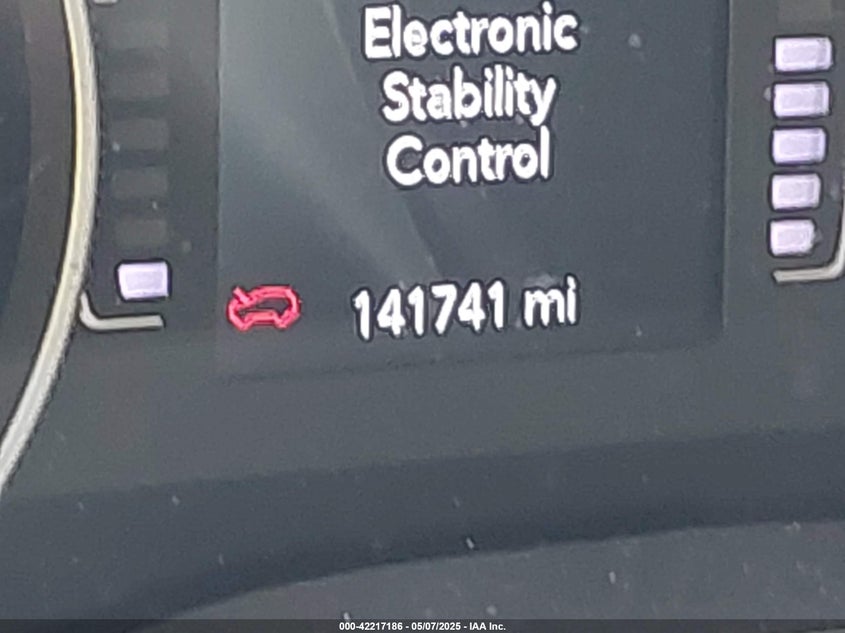 Electronic
Stability
Control
141741 mi
000-42217186 - 05/07/2025 - IAA Inc.